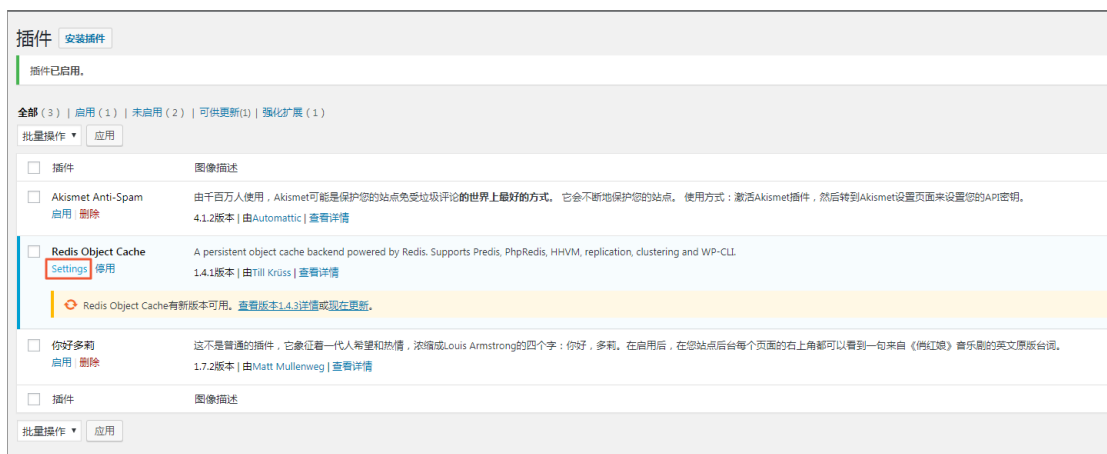 插件 安装插件
插件已启用。
全部（3） | 启用（1） | 未启用（2） | 可供更新(1) | 强化扩展（1）
批量操作 应用
插件 图像描述
Akismet Anti-Spam 由千百万人使用，Akismet可能是保护您的站点免受垃圾评论的世界上最好的方式。 它会不断地保护您的站点。 使用方式：激活Akismet插件，然后转到Akismet设置页面来设置您的API密钥。
启用 | 删除 4.1.2版本 | 由Automattic | 查看详情
Redis Object Cache A persistent object cache backend powered by Redis. Supports Predis, PhpRedis, HHVM, replication, clustering and WP-CLI.
Settings 停用 1.4.1版本 | 由Till Krüss | 查看详情
Redis Object Cache有新版本可用。查看版本1.4.3详情或现在更新。
你好多莉 这不是普通的插件，它象征着一代人希望和热情，浓缩成Louis Armstrong的四个字：你好，多莉。在启用后，在您站点后台每个页面的右上角都可以看到一句来自《俏红娘》音乐剧的英文原版台词。
启用 | 删除 1.7.2版本 | 由Matt Mullenweg | 查看详情
插件 图像描述
批量操作 应用